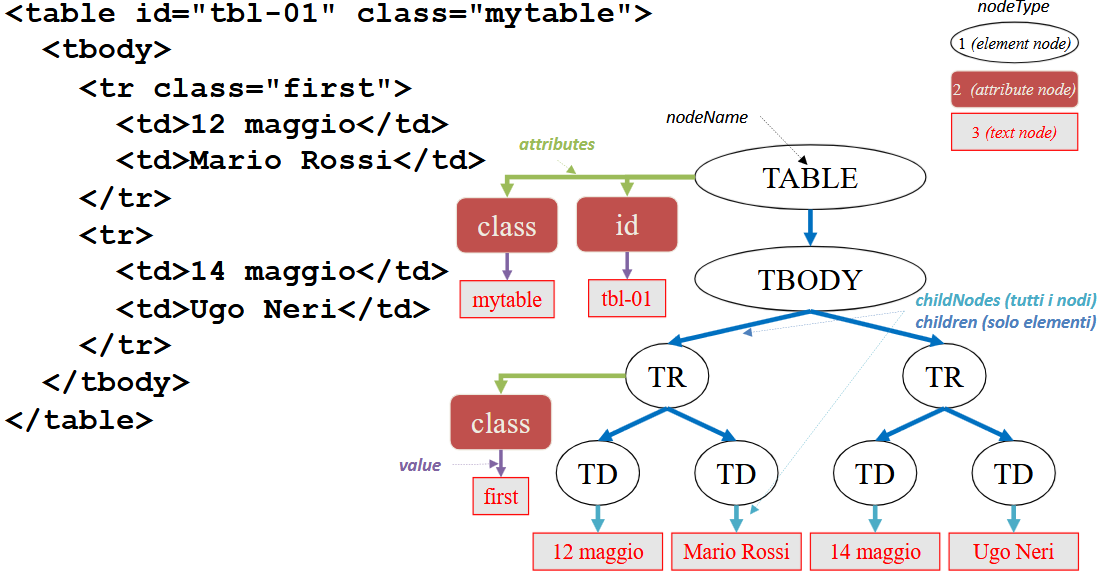 <table id="tbl-01" class="mytable">
<tbody>
<tr class="first">
<td>12 maggio</td>
<td>Mario Rossi</td>
</tr>
<tr>
<td>14 maggio</td>
<td>Ugo Neri</td>
</tr>
</tbody>
</table>
nodeType
1 (element node)
2 (attribute node)
3 (text node)
nodeName
attributes
TABLE
class
id
mytable
tbl-01
TBODY
childNodes (tutti i nodi)
children (solo elementi)
TR
TR
class
value
first
TD
TD
TD
TD
12 maggio
Mario Rossi
14 maggio
Ugo Neri